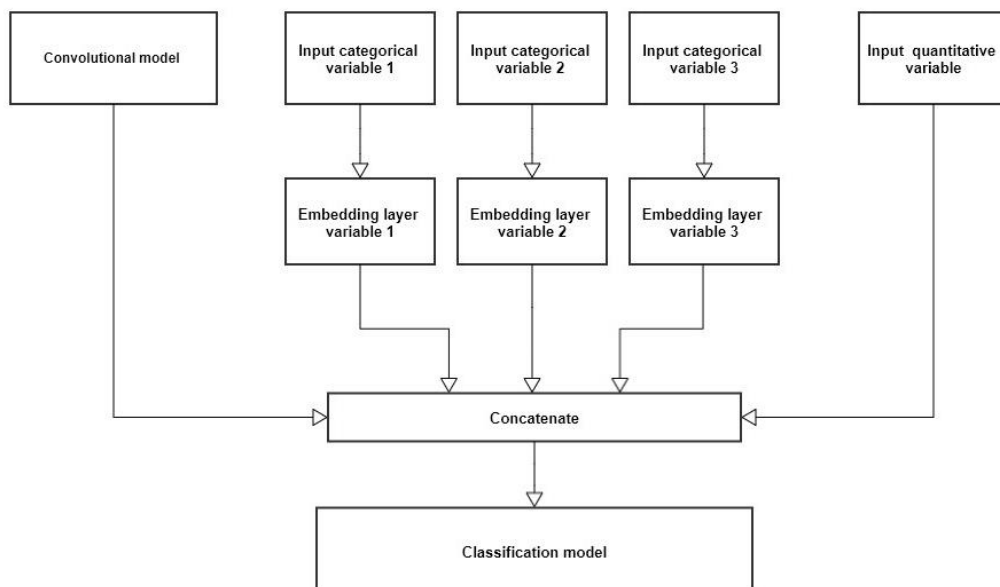 Convolutional model
Input categorical
variable 1
Input categorical
variable 2
Input categorical
variable 3
Input quantitative
variable
Embedding layer
variable 1
Embedding layer
variable 2
Embedding layer
variable 3
Concatenate
Classification model